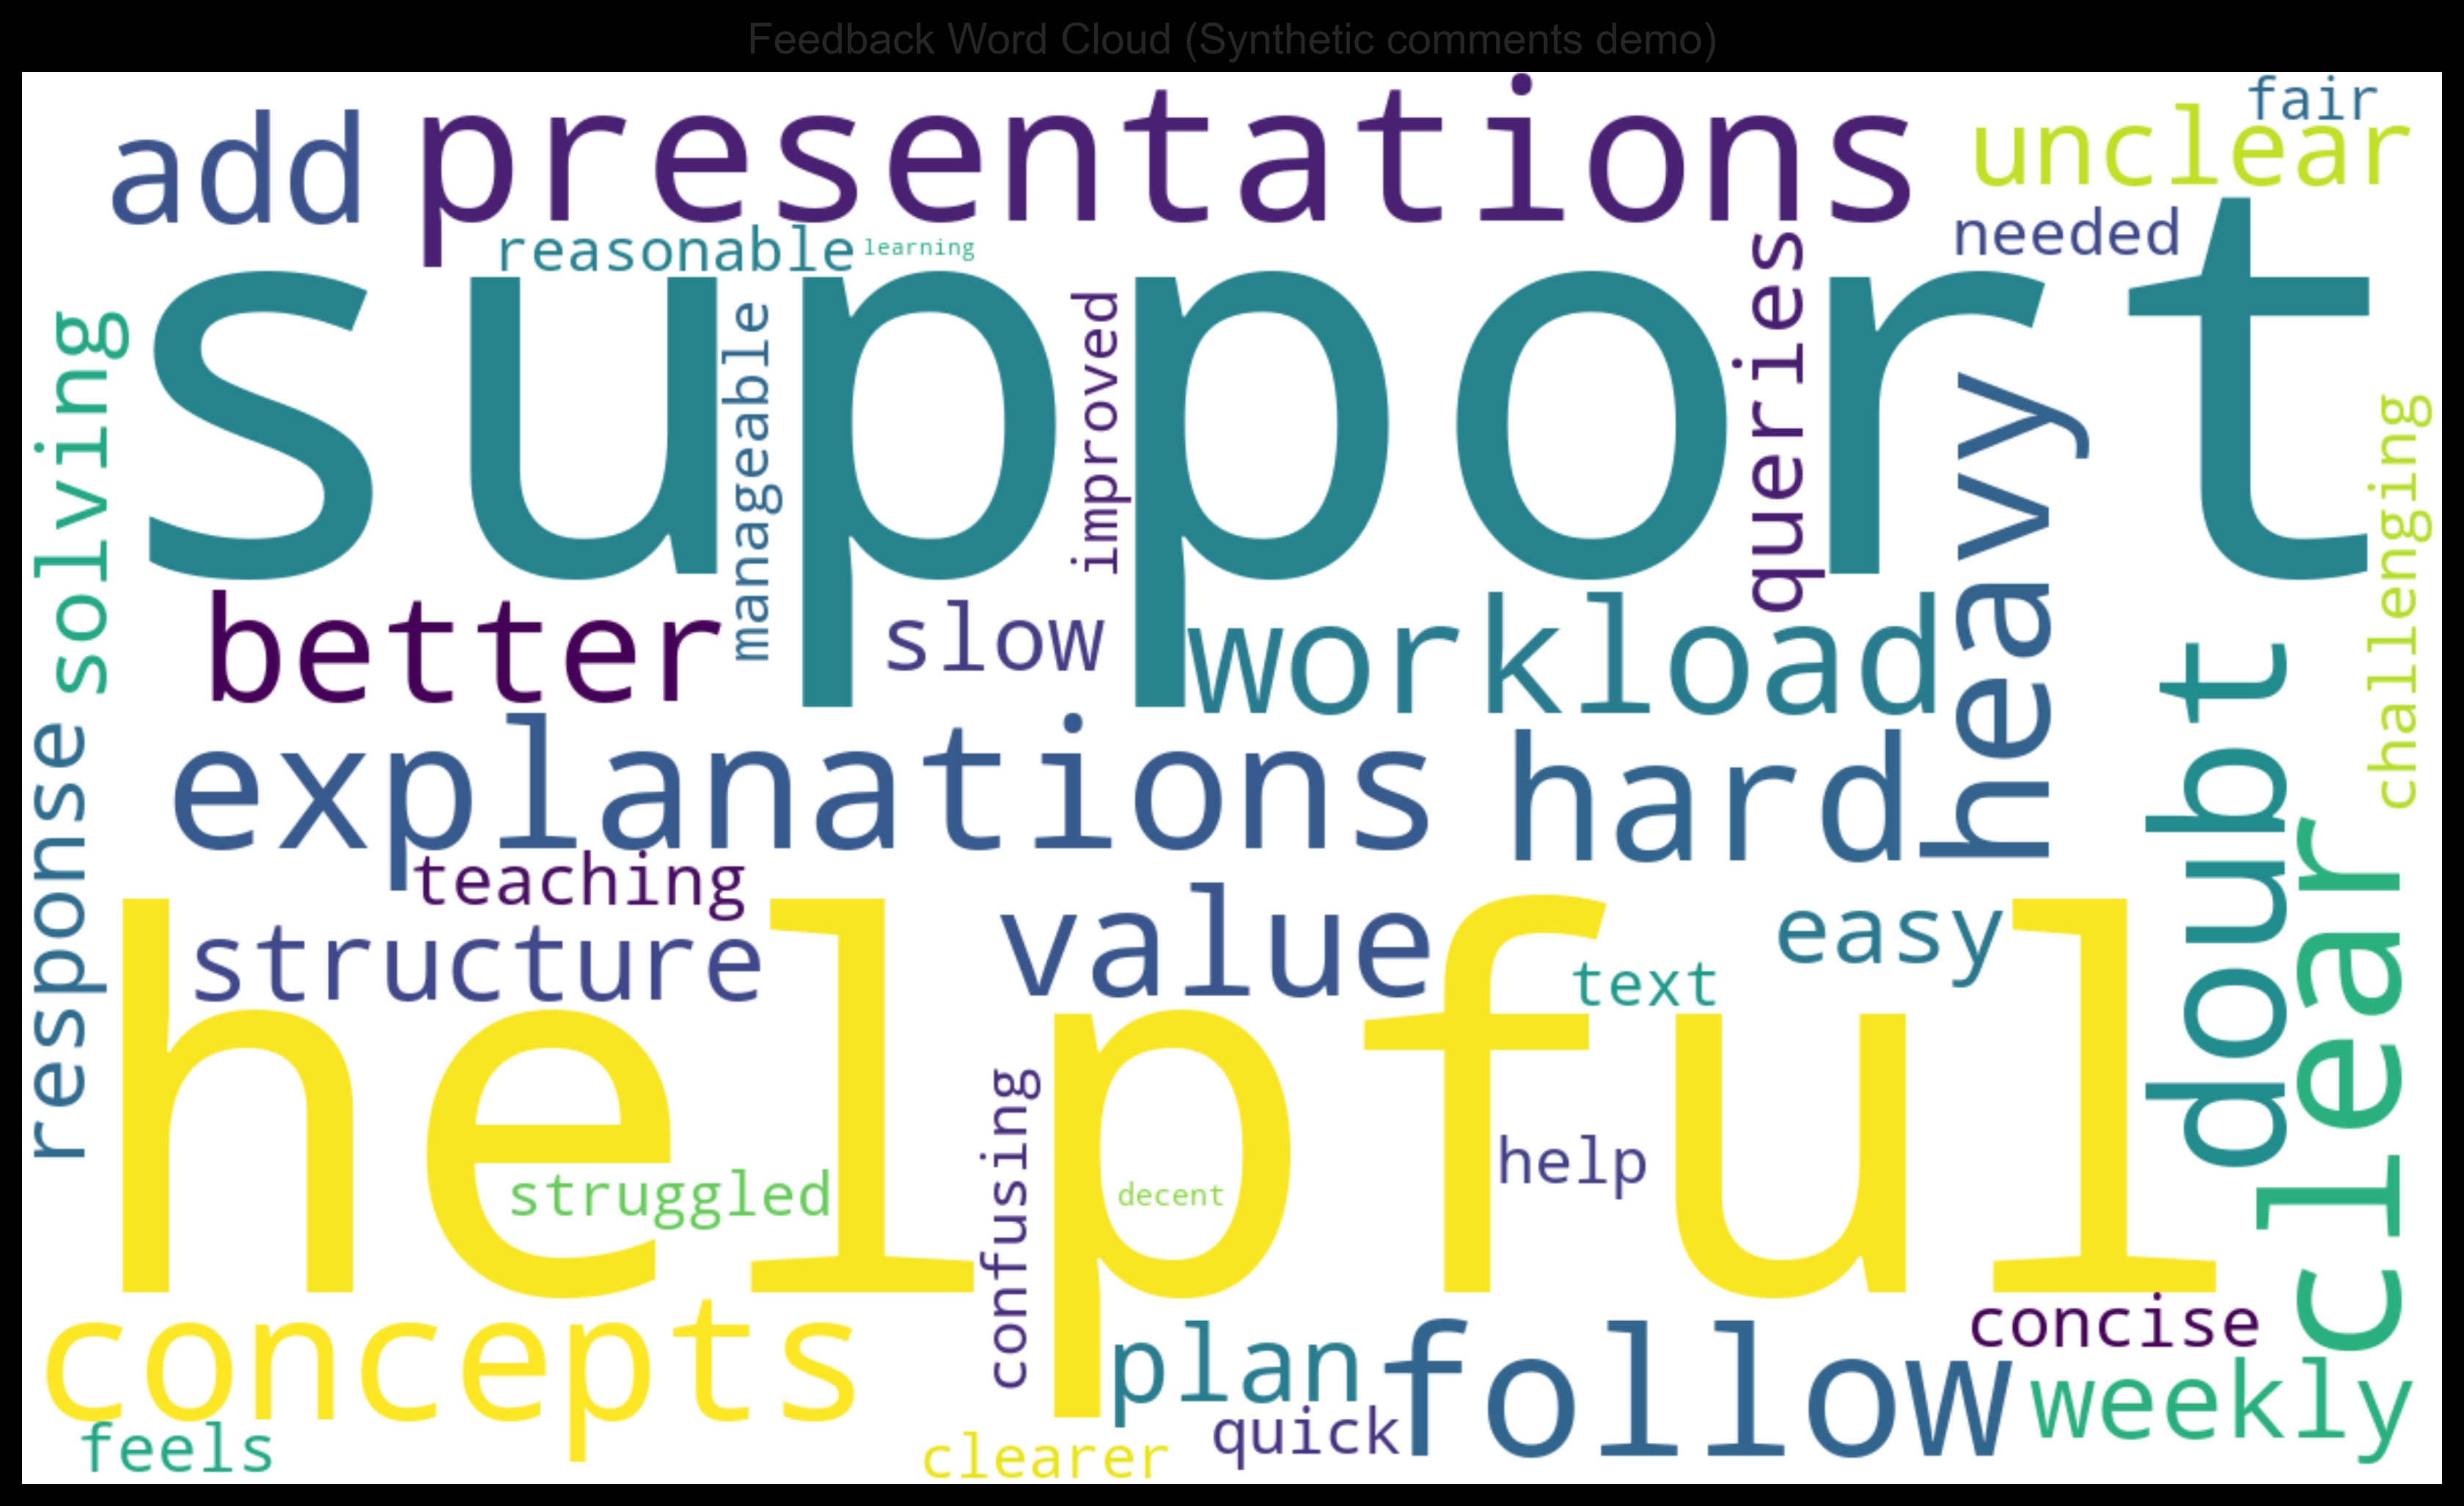 Feedback Word Cloud (Synthetic comments demo)
fair
add
presentations
unclear
needed
reasonable
learning
support
solving
manageable
improved
queries
heavy
challenging
better
slow
workload
explanations
hard
doubt
response
teaching
structure
value
easy
text
clear
helpful
struggled
confusing
decent
help
concepts
plan
follow
concise
weekly
feels
clearer
quick